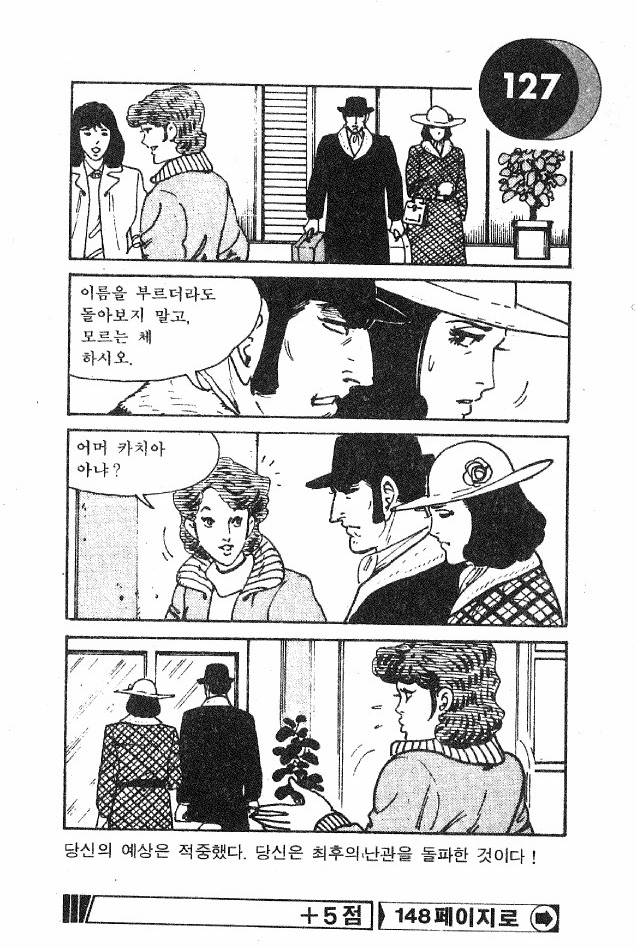 127
이름을 부르더라도
돌아보지 말고,
모르는 체
하시오.
어머 카치아
아냐?
당신의 예상은 적중했다. 당신은 최후의 난관을 돌파한 것이다!
+5점 148페이지로